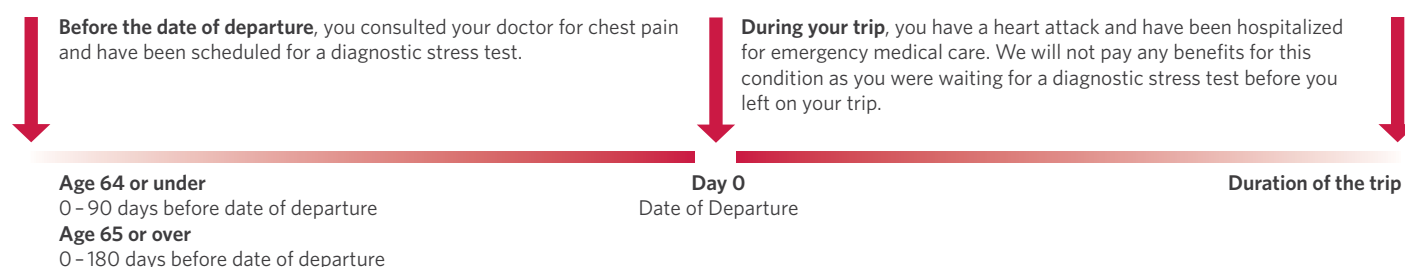 Before the date of departure, you consulted your doctor for chest pain
and have been scheduled for a diagnostic stress test.
During your trip, you have a heart attack and have been hospitalized
for emergency medical care. We will not pay any benefits for this
condition as you were waiting for a diagnostic stress test before you
left on your trip.
Age 64 or under
0 – 90 days before date of departure
Age 65 or over
0 – 180 days before date of departure
Day 0
Date of Departure
Duration of the trip